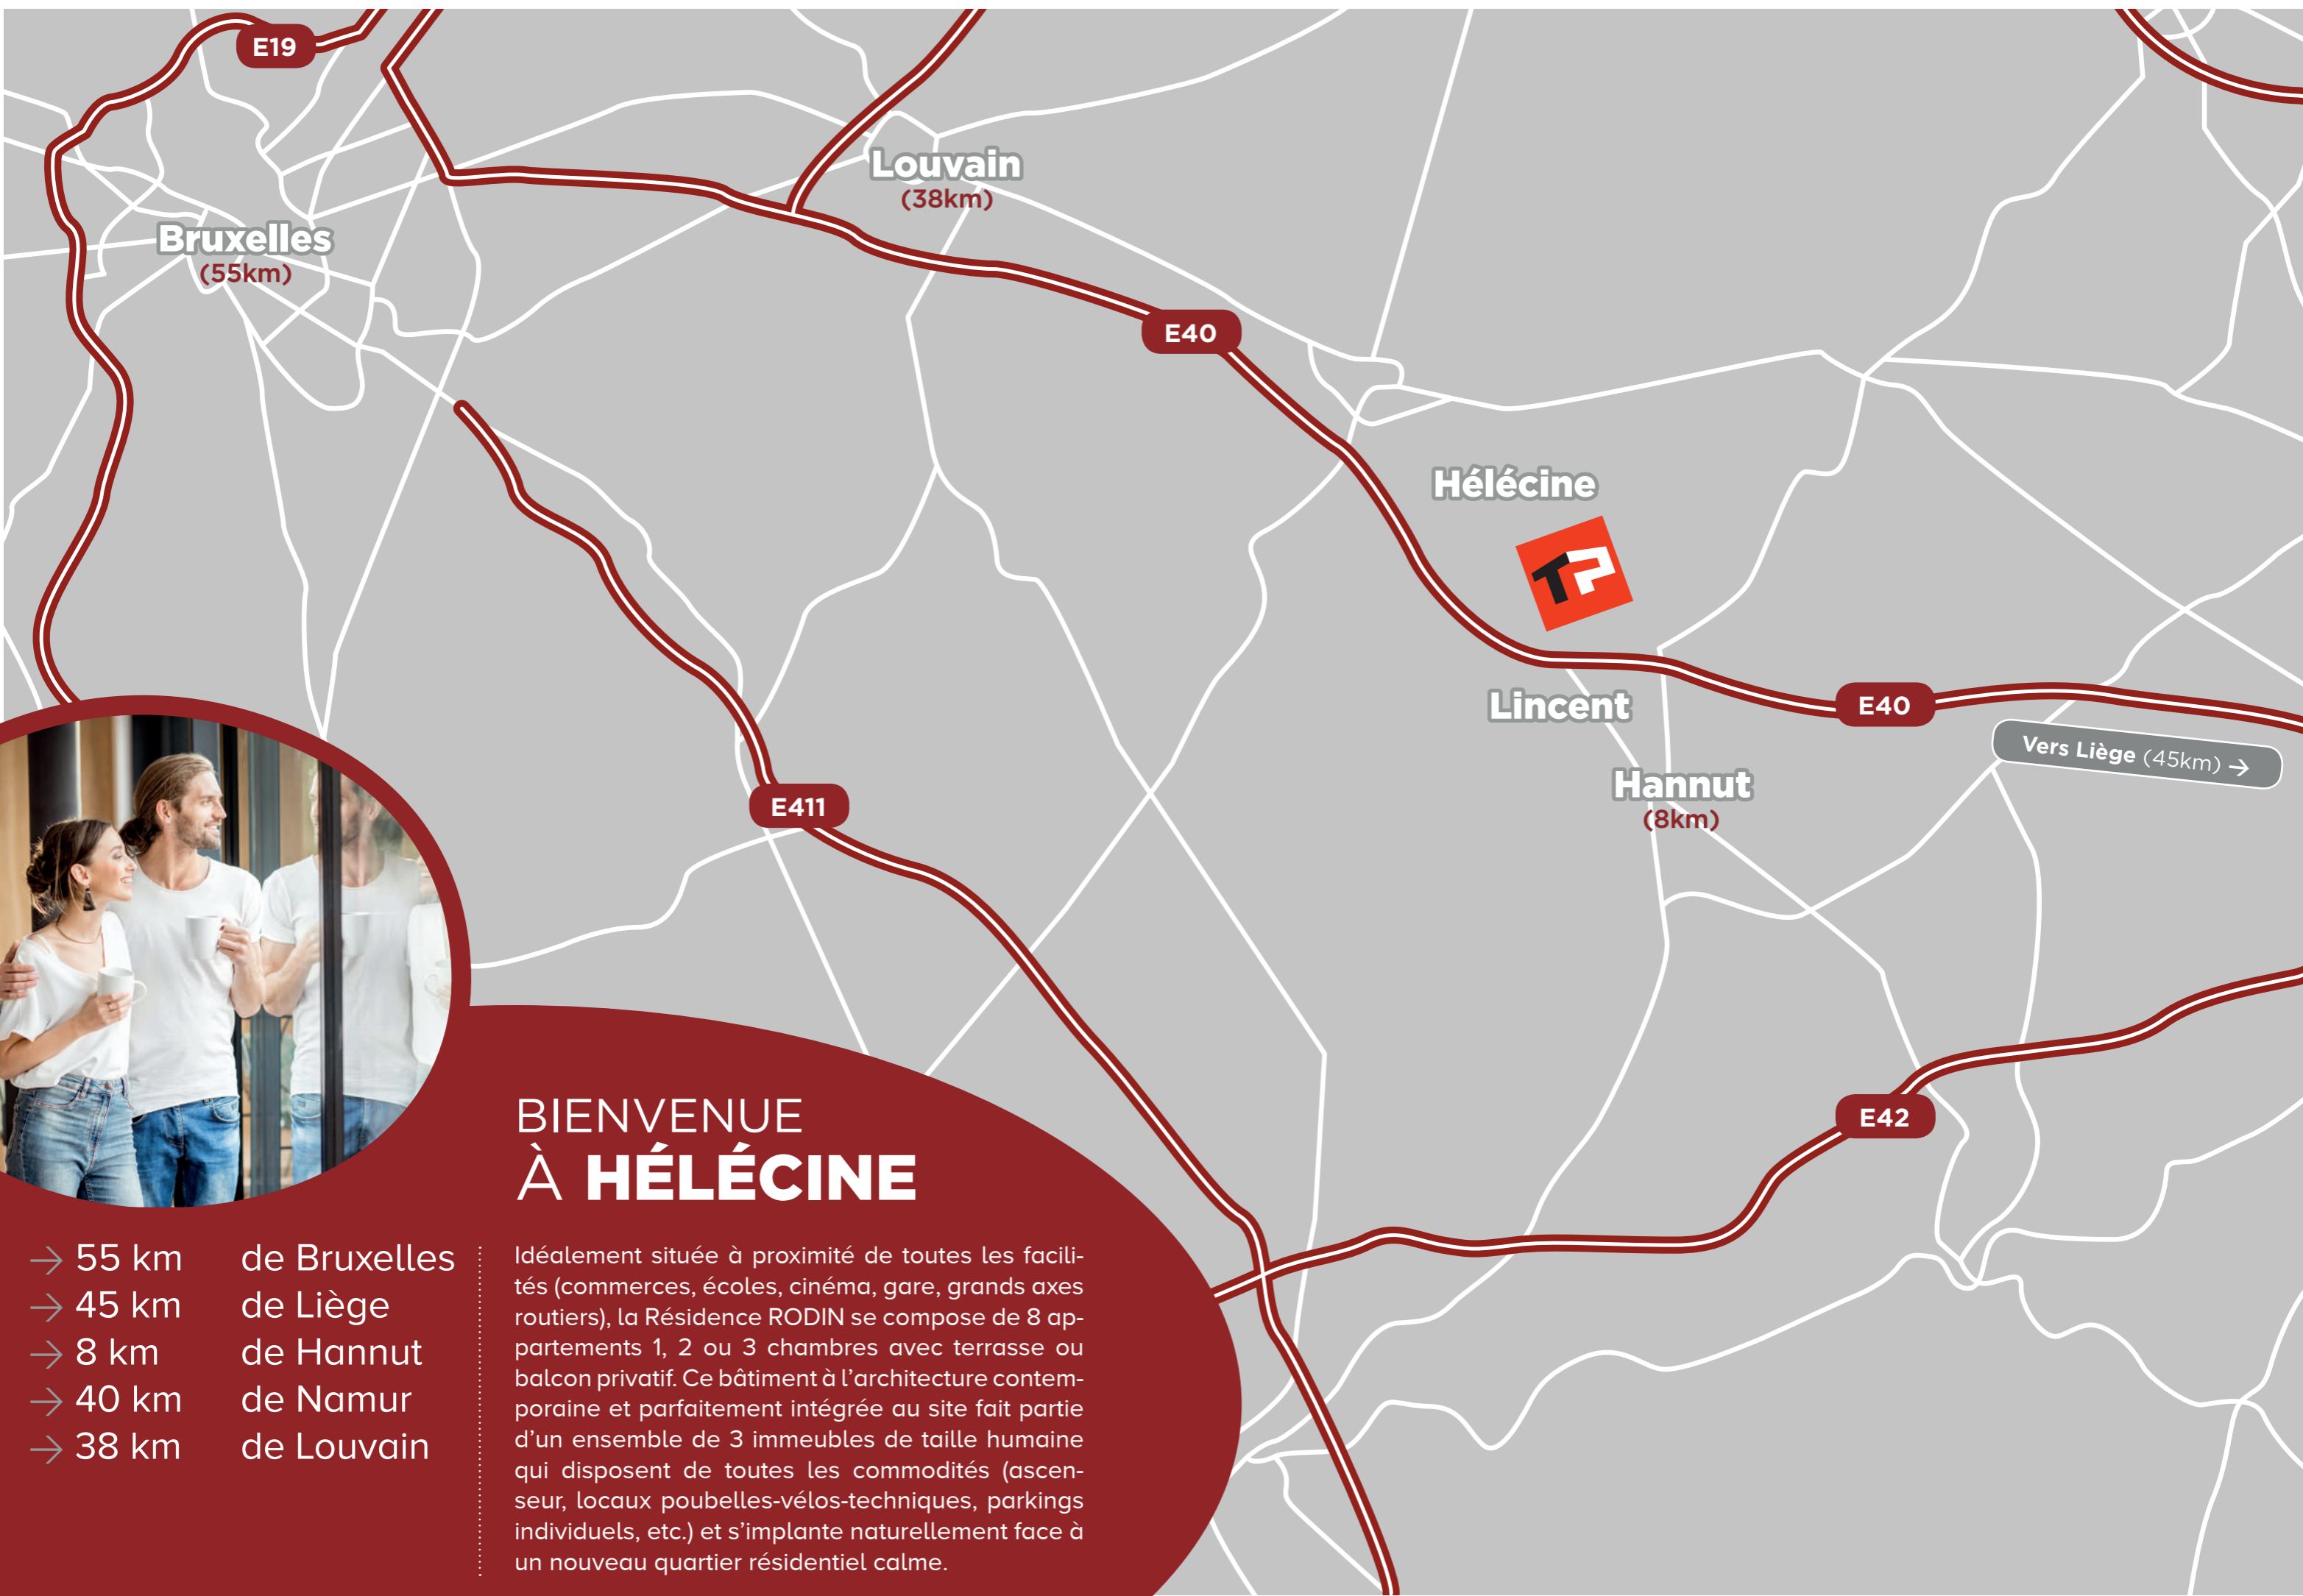 E19
Louvain
(38km)
Bruxelles
(55km)
E40
Hélécine
TP
Lincent
E40
Vers Liège (45km) →
Hannut
(8km)
E411
E42
BIENVENUE
À HÉLÉCINE
→ 55 km de Bruxelles
→ 45 km de Liège
→ 8 km de Hannut
→ 40 km de Namur
→ 38 km de Louvain
Idéalement située à proximité de toutes les facili-
tés (commerces, écoles, cinéma, gare, grands axes
routiers), la Résidence RODIN se compose de 8 ap-
partements 1, 2 ou 3 chambres avec terrasse ou
balcon privatif. Ce bâtiment à l'architecture contem-
poraine et parfaitement intégrée au site fait partie
d'un ensemble de 3 immeubles de taille humaine
qui disposent de toutes les commodités (ascen-
seur, locaux poubelles-vélos-techniques, parkings
individuels, etc.) et s'implante naturellement face à
un nouveau quartier résidentiel calme.